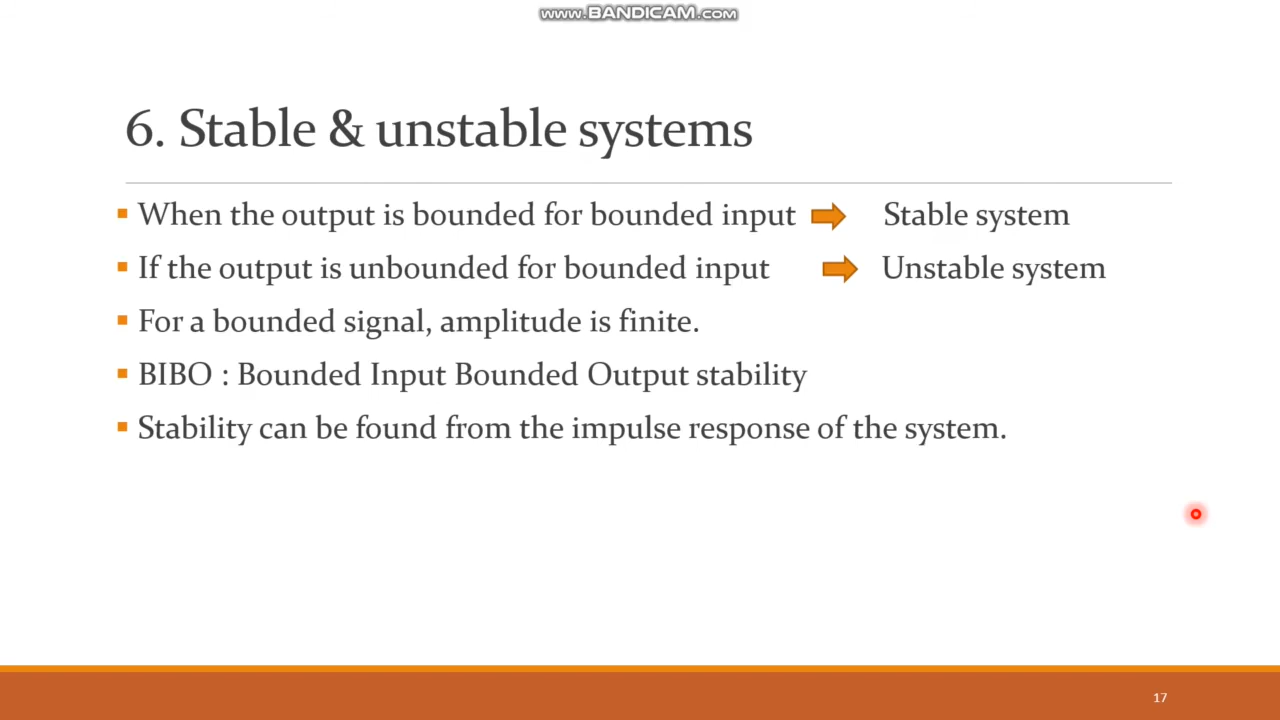 www.BANDICAM.com
6. Stable & unstable systems
▪ When the output is bounded for bounded input Stable system
▪ If the output is unbounded for bounded input Unstable system
▪ For a bounded signal, amplitude is finite.
▪ BIBO : Bounded Input Bounded Output stability
▪ Stability can be found from the impulse response of the system.
17